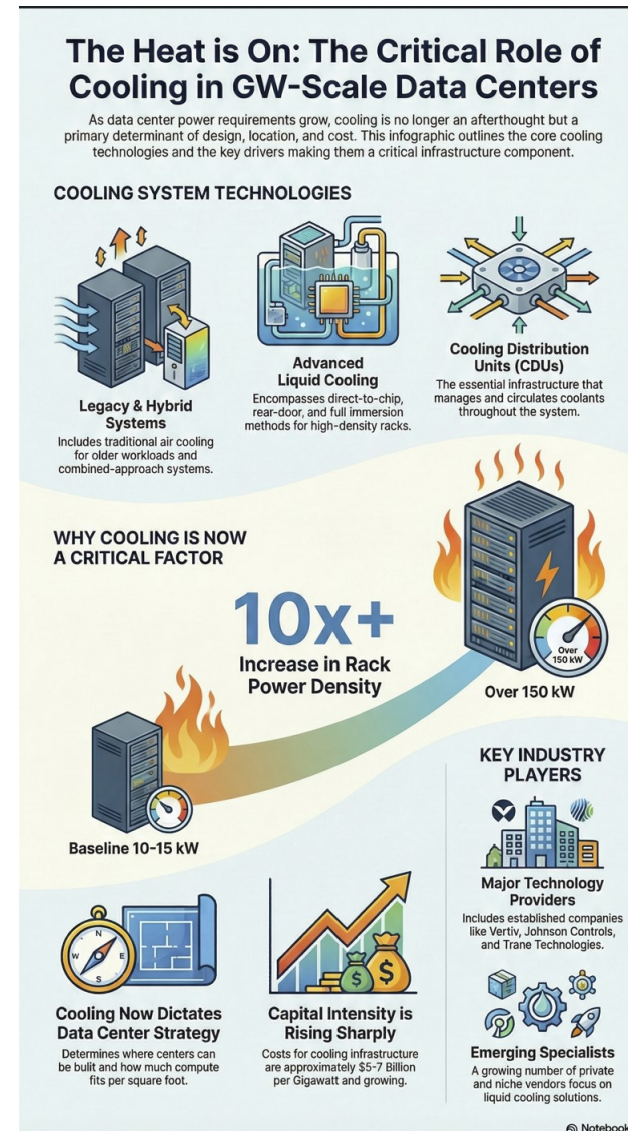 The Heat is On: The Critical Role of
Cooling in GW-Scale Data Centers
As data center power requirements grow, cooling is no longer an afterthought but a
primary determinant of design, location, and cost. This infographic outlines the core cooling
technologies and the key drivers making them a critical infrastructure component.
COOLING SYSTEM TECHNOLOGIES
Legacy & Hybrid
Systems
Includes traditional air cooling
for older workloads and
combined-approach systems.
Advanced
Liquid Cooling
Encompasses direct-to-chip,
rear-door, and full immersion
methods for high-density racks.
Cooling Distribution
Units (CDUs)
The essential infrastructure that
manages and circulates coolants
throughout the system.
WHY COOLING IS NOW
A CRITICAL FACTOR
10x+
Increase in Rack
Power Density
Over
150 kW
Over 150 kW
Baseline 10-15 kW
N
W
E
S
Cooling Now Dictates
Data Center Strategy
Determines where centers can
be bulit and how much compute
fits per square foot.
$
$
Capital Intensity is
Rising Sharply
Costs for cooling infrastructure
are approximately $5-7 Billion
per Gigawatt and growing.
KEY INDUSTRY
PLAYERS
Major Technology
Providers
Includes established companies
like Vertiv, Johnson Controls,
and Trane Technologies.
Emerging Specialists
A growing number of private
and niche vendors focus on
liquid cooling solutions.
Notebook